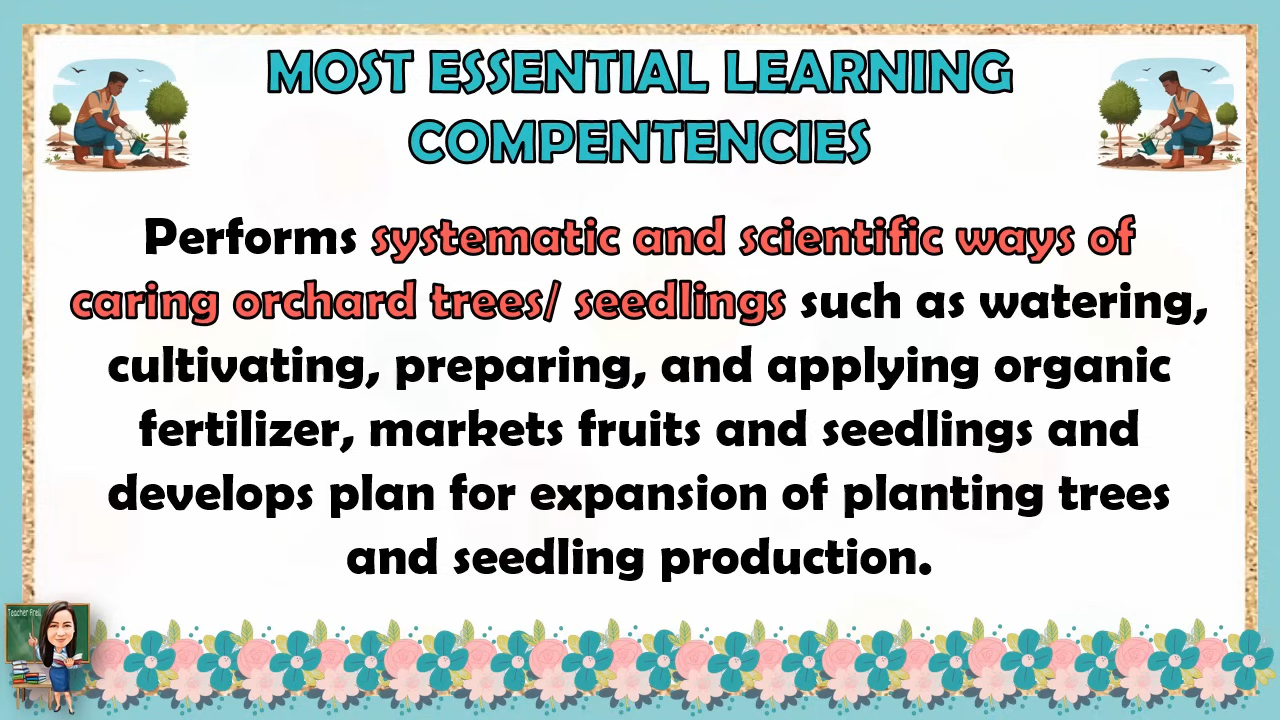 MOST ESSENTIAL LEARNING
COMPENTENCIES
Performs systematic and scientific ways of
caring orchard trees/ seedlings such as watering,
cultivating, preparing, and applying organic
fertilizer, markets fruits and seedlings and
develops plan for expansion of planting trees
and seedling production.
Teacher Frell